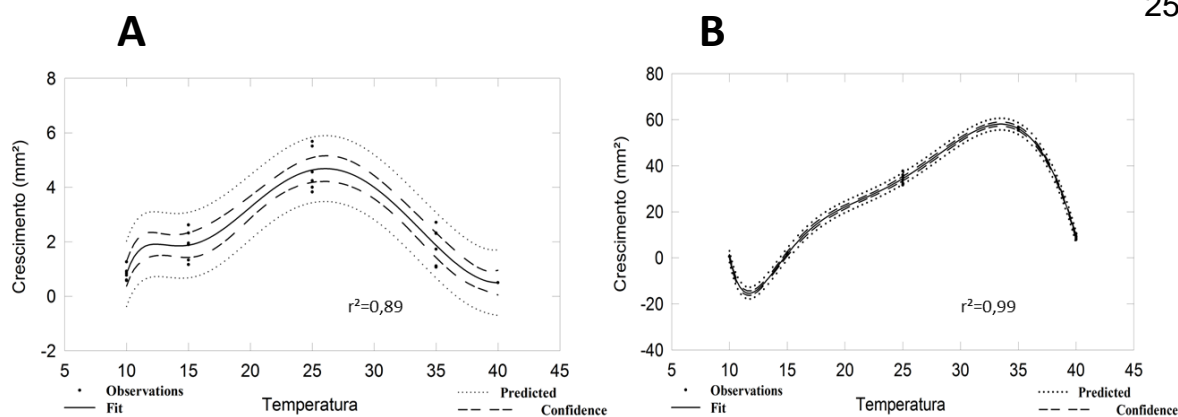 25
A
B
Crescimento (mm²)
8
6
4
2
0
-2
r²=0,89
5 10 15 20 25 30 35 40 45
Observations
Fit
Temperatura
Predicted
Confidence
Crescimento (mm²)
80
60
40
20
0
-20
-40
r²=0,99
5 10 15 20 25 30 35 40 45
Observations
Fit
Temperatura
Predicted
Confidence